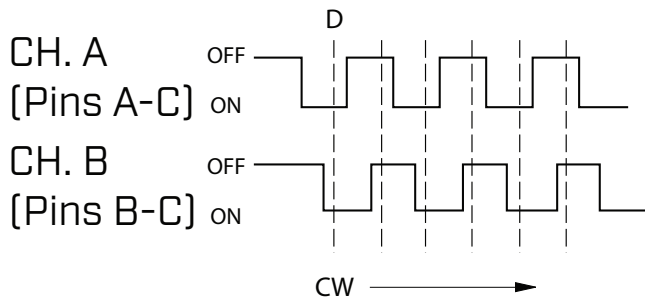 D
CH. A OFF
(Pins A-C) ON
CH. B OFF
(Pins B-C) ON
CW